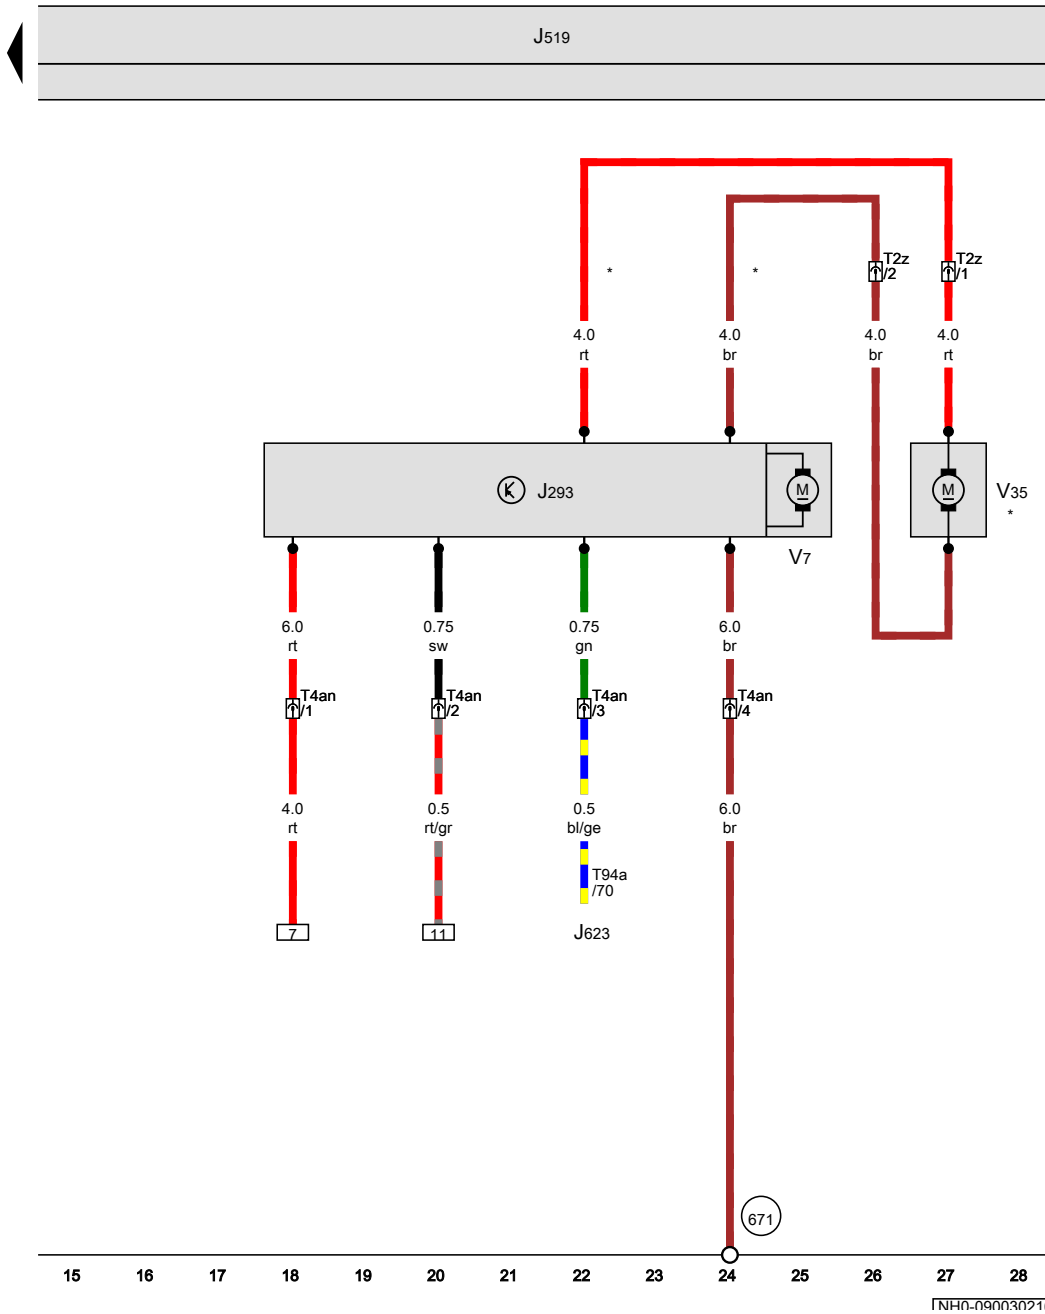 J519
T2z
/2
T2z
/1
*
*
4.0
rt
4.0
br
4.0
br
4.0
rt
J293
M
M
V35
*
V7
6.0
rt
0.75
sw
0.75
gn
6.0
br
T4an
/1
T4an
/2
T4an
/3
T4an
/4
4.0
rt
0.5
rt/gr
0.5
bl/ge
6.0
br
T94a
/70
7
11
J623
671
15 16 17 18 19 20 21 22 23 24 25 26 27 28